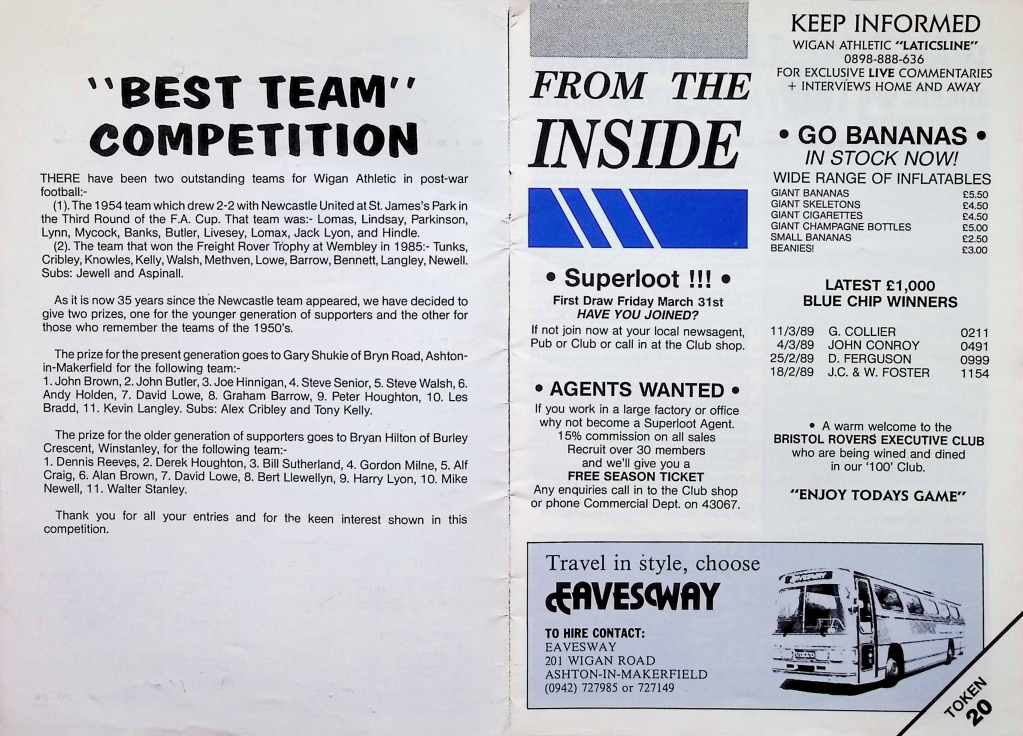 "BEST TEAM"
COMPETITION
THERE have been two outstanding teams for Wigan Athletic in post-war
football:-
(1). The 1954 team which drew 2-2 with Newcastle United at St. James's Park in
the Third Round of the F.A. Cup. That team was:- Lomas, Lindsay, Parkinson,
Lynn, Mycock, Banks, Butler, Livesey, Lomax, Jack Lyon, and Hindle.
(2). The team that won the Freight Rover Trophy at Wembley in 1985:- Tunks,
Cribley, Knowles, Kelly, Walsh, Methven, Lowe, Barrow, Bennett, Langley, Newell.
Subs: Jewell and Aspinall.
As it is now 35 years since the Newcastle team appeared, we have decided to
give two prizes, one for the younger generation of supporters and the other for
those who remember the teams of the 1950's.
The prize for the present generation goes to Gary Shukie of Bryn Road, Ashton-
in-Makerfield for the following team:-
1. John Brown, 2. John Butler, 3. Joe Hinnigan, 4. Steve Senior, 5. Steve Walsh, 6.
Andy Holden, 7. David Lowe, 8. Graham Barrow, 9. Peter Houghton, 10. Les
Bradd, 11. Kevin Langley. Subs: Alex Cribley and Tony Kelly.
The prize for the older generation of supporters goes to Bryan Hilton of Burley
Crescent, Winstanley, for the following team:-
1. Dennis Reeves, 2. Derek Houghton, 3. Bill Sutherland, 4. Gordon Milne, 5. Alf
Craig, 6. Alan Brown, 7. David Lowe, 8. Bert Llewellyn, 9. Harry Lyon, 10. Mike
Newell, 11. Walter Stanley.
Thank you for all your entries and for the keen interest shown in this
competition.
FROM THE
INSIDE
• Superloot !!! •
First Draw Friday March 31st
HAVE YOU JOINED?
If not join now at your local newsagent,
Pub or Club or call in at the Club shop.
• AGENTS WANTED •
If you work in a large factory or office
why not become a Superloot Agent.
15% commission on all sales
Recruit over 30 members
and we'll give you a
FREE SEASON TICKET
Any enquiries call in to the Club shop
or phone Commercial Dept. on 43067.
KEEP INFORMED
WIGAN ATHLETIC "LATICSLINE"
0898-888-636
FOR EXCLUSIVE LIVE COMMENTARIES
+ INTERVIEWS HOME AND AWAY
• GO BANANAS •
IN STOCK NOW!
WIDE RANGE OF INFLATABLES
GIANT BANANAS £5.50
GIANT SKELETONS £4.50
GIANT CIGARETTES £4.50
GIANT CHAMPAGNE BOTTLES £5.00
SMALL BANANAS £2.50
BEANIES! £3.00
LATEST £1,000
BLUE CHIP WINNERS
11/3/89 G. COLLIER 0211
4/3/89 JOHN CONROY 0491
25/2/89 D. FERGUSON 0999
18/2/89 J.C. & W. FOSTER 1154
• A warm welcome to the
BRISTOL ROVERS EXECUTIVE CLUB
who are being wined and dined
in our '100' Club.
"ENJOY TODAYS GAME"
Travel in style, choose
EAVESWAY
TO HIRE CONTACT:
EAVESWAY
201 WIGAN ROAD
ASHTON-IN-MAKERFIELD
(0942) 727985 or 727149
EAVESWAY
TOKEN
20